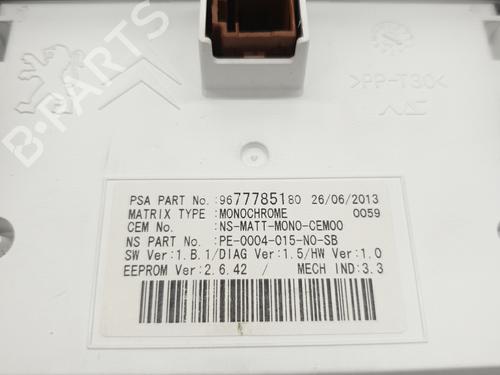 B-PARTS
>PP-T30<
PSA PART No.:9677785180 26/06/2013
MATRIX TYPE :MONOCHROME 0059
CEM No. :NS-MATT-MONO-CEM00
NS PART No. :PE-0004-015-NO-SB
SW Ver:1.B.1/DIAG Ver:1.5/HW Ver:1.0
EEPROM Ver:2.6.42 / MECH IND:3.3